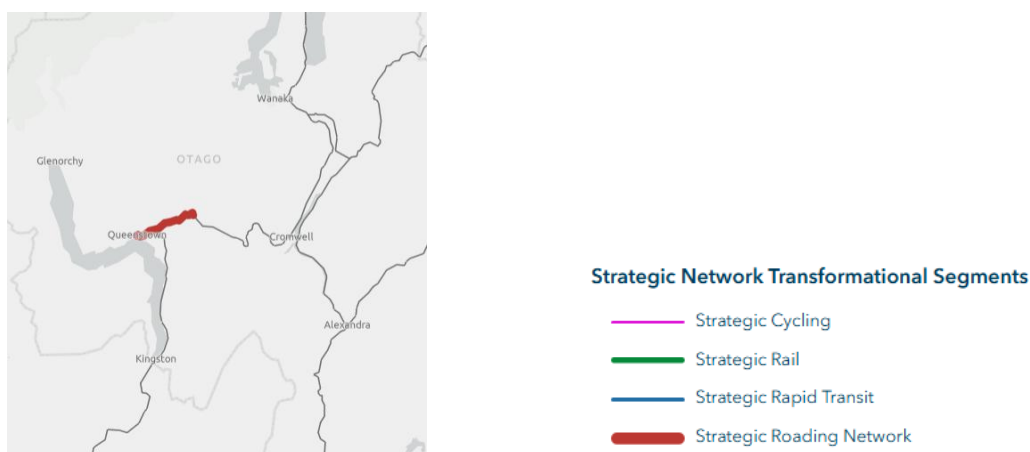 Wanaka
Glenorchy
OTAGO
Queenstown
Cromwell
Alexandra
Kingston
Strategic Network Transformational Segments
Strategic Cycling
Strategic Rail
Strategic Rapid Transit
Strategic Roading Network